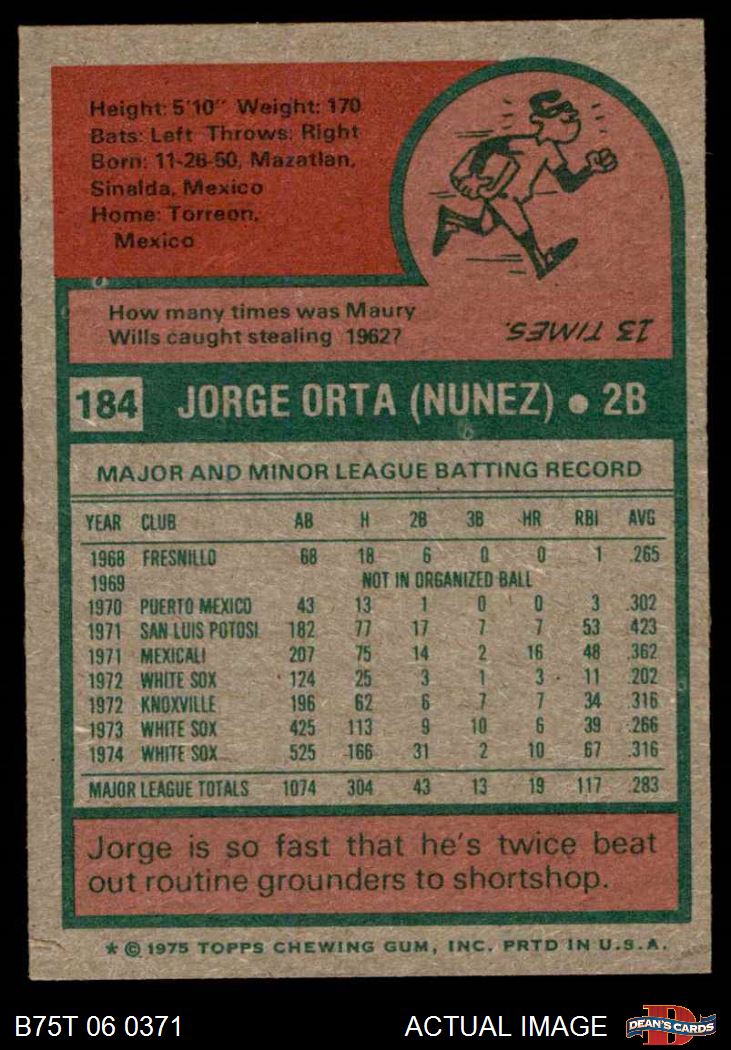 Height: 5'10" Weight: 170
Bats: Left Throws: Right
Born: 11-26-50, Mazatlan,
Sinalda, Mexico
Home: Torreon,
Mexico
How many times was Maury
Wills caught stealing 1962?
13 TIMES.
184 JORGE ORTA (NUNEZ) ● 2B
MAJOR AND MINOR LEAGUE BATTING RECORD
YEAR CLUB AB H 2B 3B HR RBI AVG
1968 FRESNILLO 68 18 6 0 0 1 .265
1969 NOT IN ORGANIZED BALL
1970 PUERTO MEXICO 43 13 1 0 0 3 .302
1971 SAN LUIS POTOSI 182 77 17 7 7 53 .423
1971 MEXICALI 207 75 14 2 16 48 .362
1972 WHITE SOX 124 25 3 1 3 11 .202
1972 KNOXVILLE 196 62 6 7 7 34 .316
1973 WHITE SOX 425 113 9 10 6 39 .266
1974 WHITE SOX 525 166 31 2 10 67 .316
MAJOR LEAGUE TOTALS 1074 304 43 13 19 117 .283
Jorge is so fast that he's twice beat
out routine grounders to shortshop.
* © 1975 TOPPS CHEWING GUM, INC. PRTD IN U.S.A.
B75T 06 0371 ACTUAL IMAGE DEAN'S CARDS